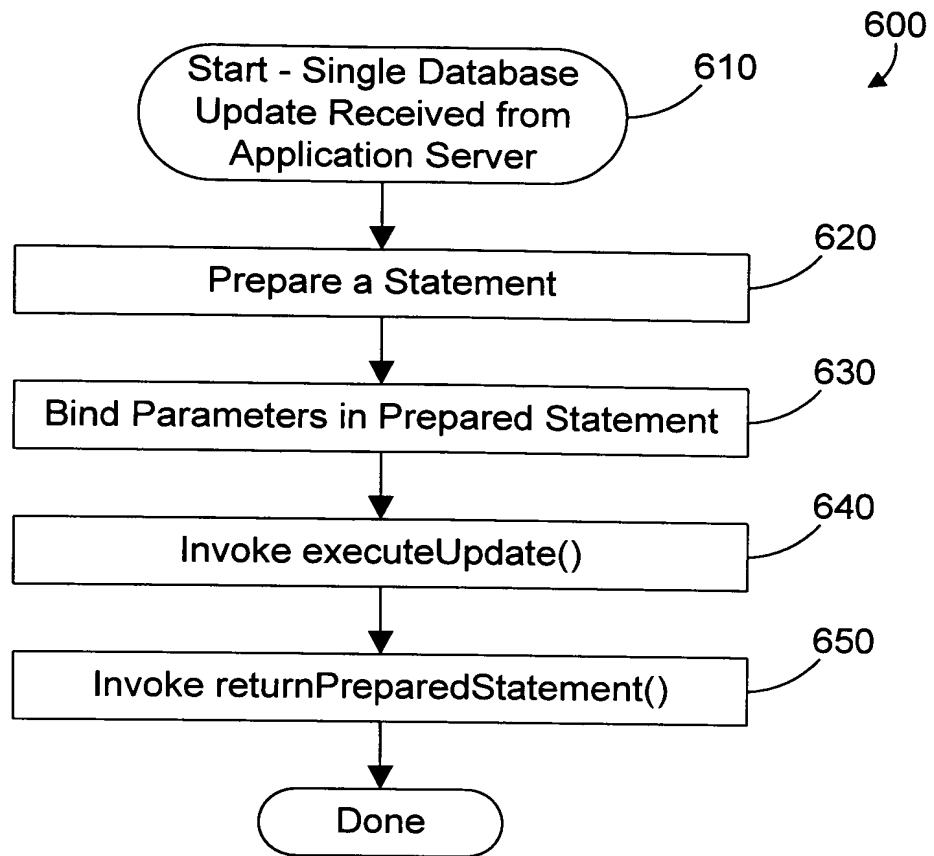 600
Start - Single Database
Update Received from
Application Server
610
620
Prepare a Statement
630
Bind Parameters in Prepared Statement
640
Invoke executeUpdate()
650
Invoke returnPreparedStatement()
Done